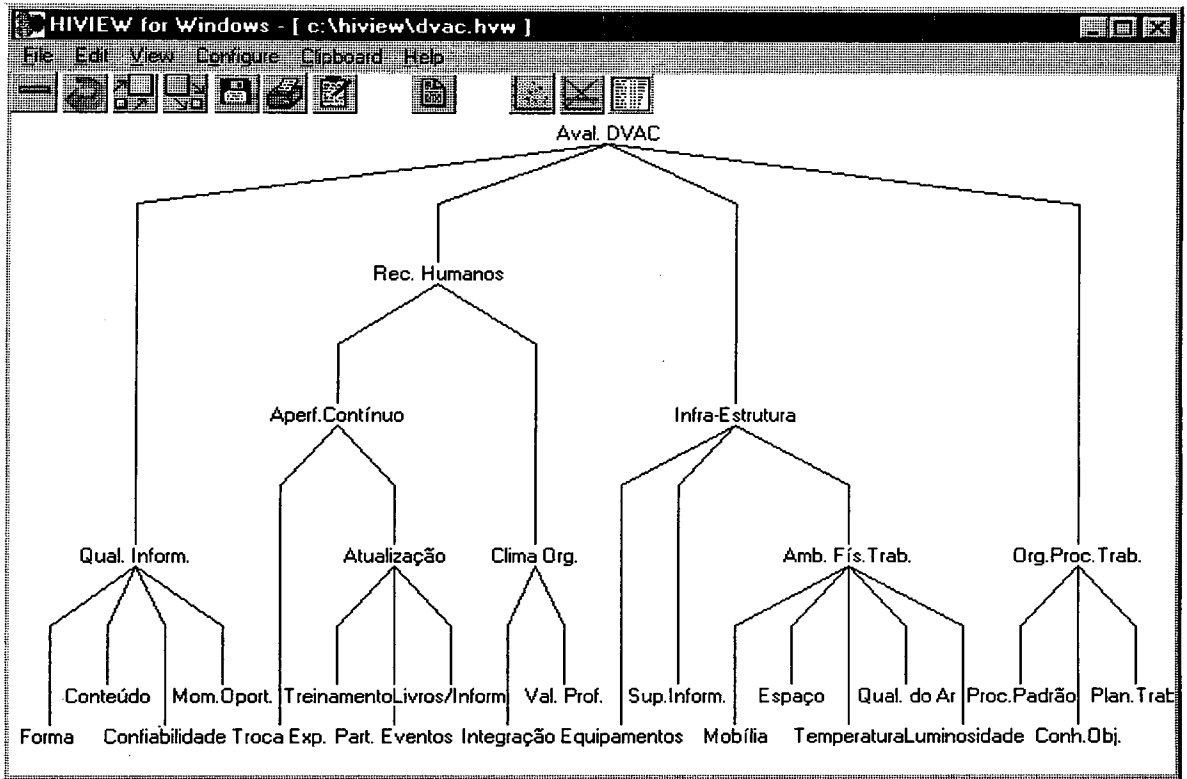 HIVIEW for Windows - [ c:\hiview\dvac.hvw ]
File Edit View Configure Clipboard Help
Aval. DVAC
Rec. Humanos
Aperf.Contínuo Infra-Estrutura
Qual. Inform. Atualização Clima Org. Amb. Fís.Trab. Org.Proc.Trab.
Conteúdo Mom.Oport. Treinamento Livros/Inform Val. Prof. Sup.Inform. Espaço Qual. do Ar Proc.Padrão Plan.Trab
Forma Confiabilidade Troca Exp. Part. Eventos Integração Equipamentos Mobília Temperatura Luminosidade Conh.Obj.